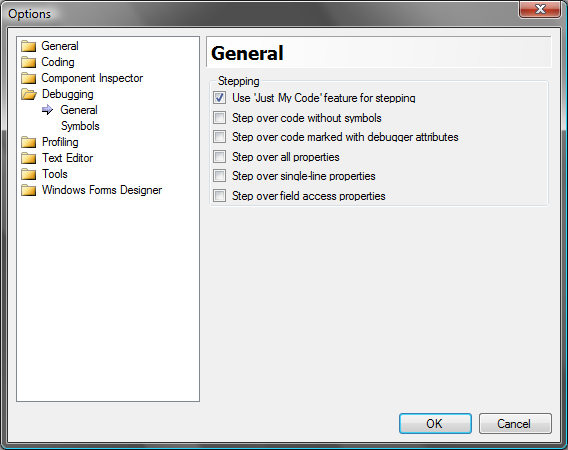 Options
General
Coding
Component Inspector
Debugging
General
Symbols
Profiling
Text Editor
Tools
Windows Forms Designer
General
Stepping
Use 'Just My Code' feature for stepping
Step over code without symbols
Step over code marked with debugger attributes
Step over all properties
Step over single-line properties
Step over field access properties
OK
Cancel